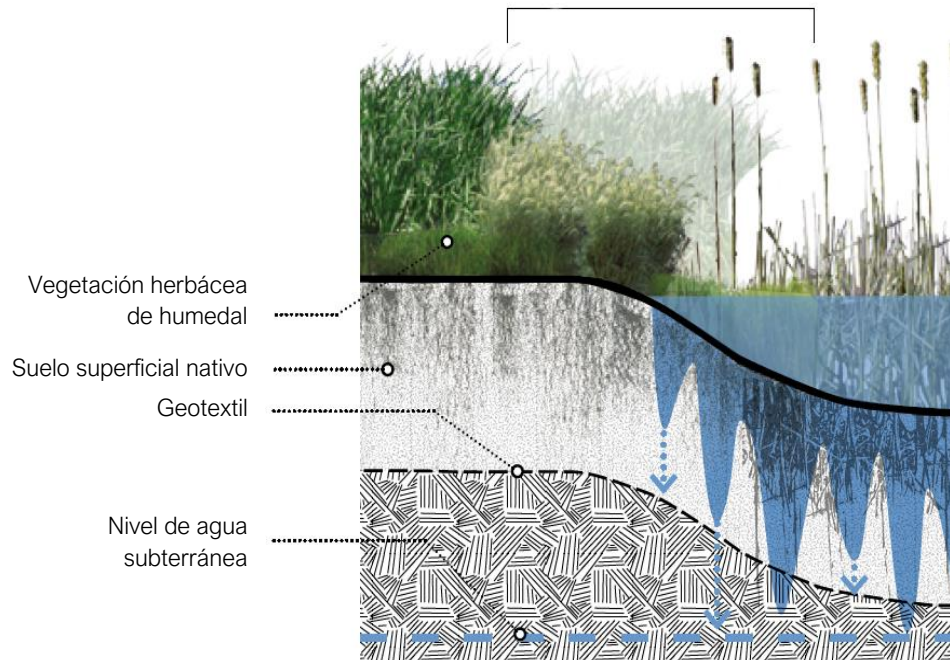 Vegetación herbácea
de humedal
Suelo superficial nativo
Geotextil
Nivel de agua
subterránea